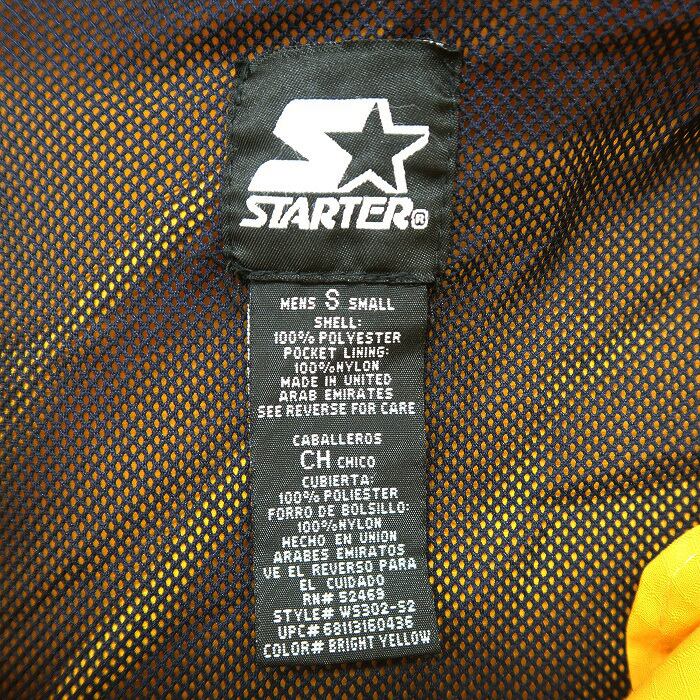 STARTER®
MENS S SMALL
SHELL:
100% POLYESTER
POCKET LINING:
100%NYLON
MADE IN UNITED
ARAB EMIRATES
SEE REVERSE FOR CARE
CABALLEROS
CH CHICO
CUBIERTA:
100% POLIESTER
FORRO DE BOLSILLO:
100%NYLON
HECHO EN UNION
ARABES EMIRATOS
VE EL REVERSO PARA
EL CUIDADO
RN# 52469
STYLE# WS302-S2
UPC# 68113160436
COLOR# BRIGHT YELLOW